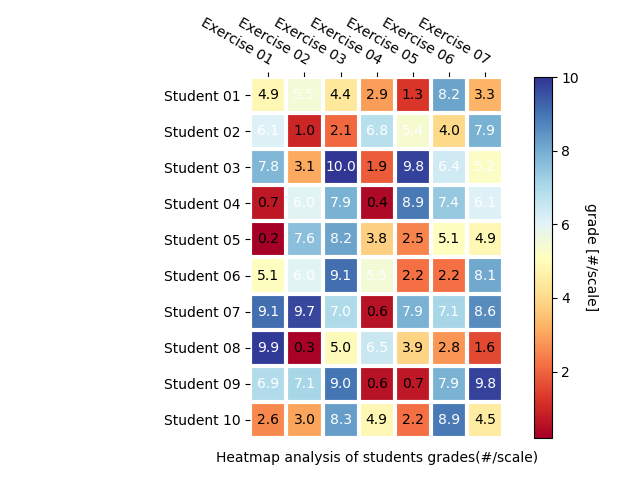 Exercise 01 Exercise 02 Exercise 03 Exercise 04 Exercise 05 Exercise 06 Exercise 07
Student 01 4.9 5.5 4.4 2.9 1.3 8.2 3.3
Student 02 6.1 1.0 2.1 6.8 5.4 4.0 7.9
Student 03 7.8 3.1 10.0 1.9 9.8 6.4 5.2
Student 04 0.7 6.0 7.9 0.4 8.9 7.4 6.1
Student 05 0.2 7.6 8.2 3.8 2.5 5.1 4.9
Student 06 5.1 6.0 9.1 5.5 2.2 2.2 8.1
Student 07 9.1 9.7 7.0 0.6 7.9 7.1 8.6
Student 08 9.9 0.3 5.0 6.5 3.9 2.8 1.6
Student 09 6.9 7.1 9.0 0.6 0.7 7.9 9.8
Student 10 2.6 3.0 8.3 4.9 2.2 8.9 4.5
Heatmap analysis of students grades(#/scale)
10
8
6
4
2
grade [#/scale]